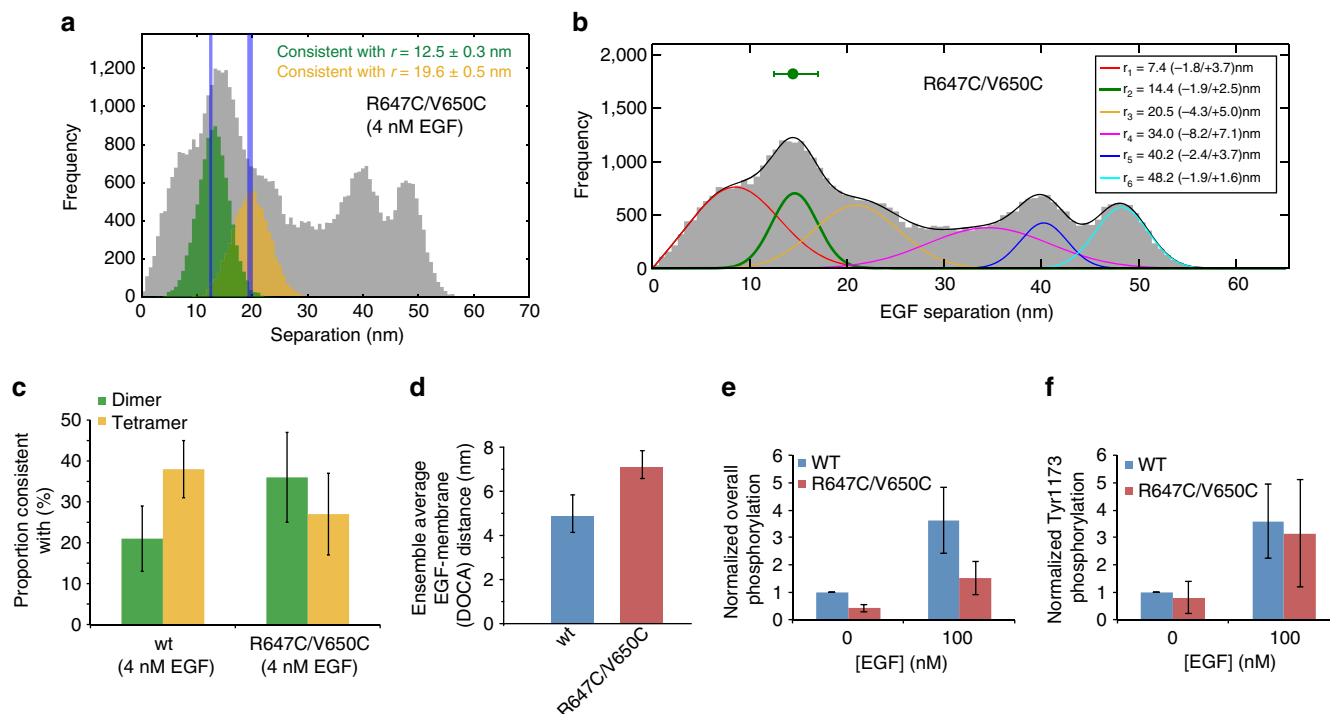 a
Frequency
1,200
1,000
800
600
400
200
0
0
10
20
30
40
50
60
70
Separation (nm)
Consistent with r = 12.5 ± 0.3 nm
Consistent with r = 19.6 ± 0.5 nm
R647C/V650C
(4 nM EGF)
b
Frequency
2,000
1,500
1,000
500
0
0
10
20
30
40
50
60
EGF separation (nm)
R647C/V650C
r1 = 7.4 (−1.8/+3.7)nm
r2 = 14.4 (−1.9/+2.5)nm
r3 = 20.5 (−4.3/+5.0)nm
r4 = 34.0 (−8.2/+7.1)nm
r5 = 40.2 (−2.4/+3.7)nm
r6 = 48.2 (−1.9/+1.6)nm
c
Dimer
Tetramer
Proportion consistent
with (%)
50
40
30
20
10
0
wt
(4 nM EGF)
R647C/V650C
(4 nM EGF)
d
Ensemble average
EGF-membrane
(DOCA) distance (nm)
8
7
6
5
4
3
2
1
0
wt
R647C/V650C
e
WT
R647C/V650C
Normalized overall
phosphorylation
6
5
4
3
2
1
0
0
100
[EGF] (nM)
f
WT
R647C/V650C
Normalized Tyr1173
phosphorylation
6
5
4
3
2
1
0
0
100
[EGF] (nM)